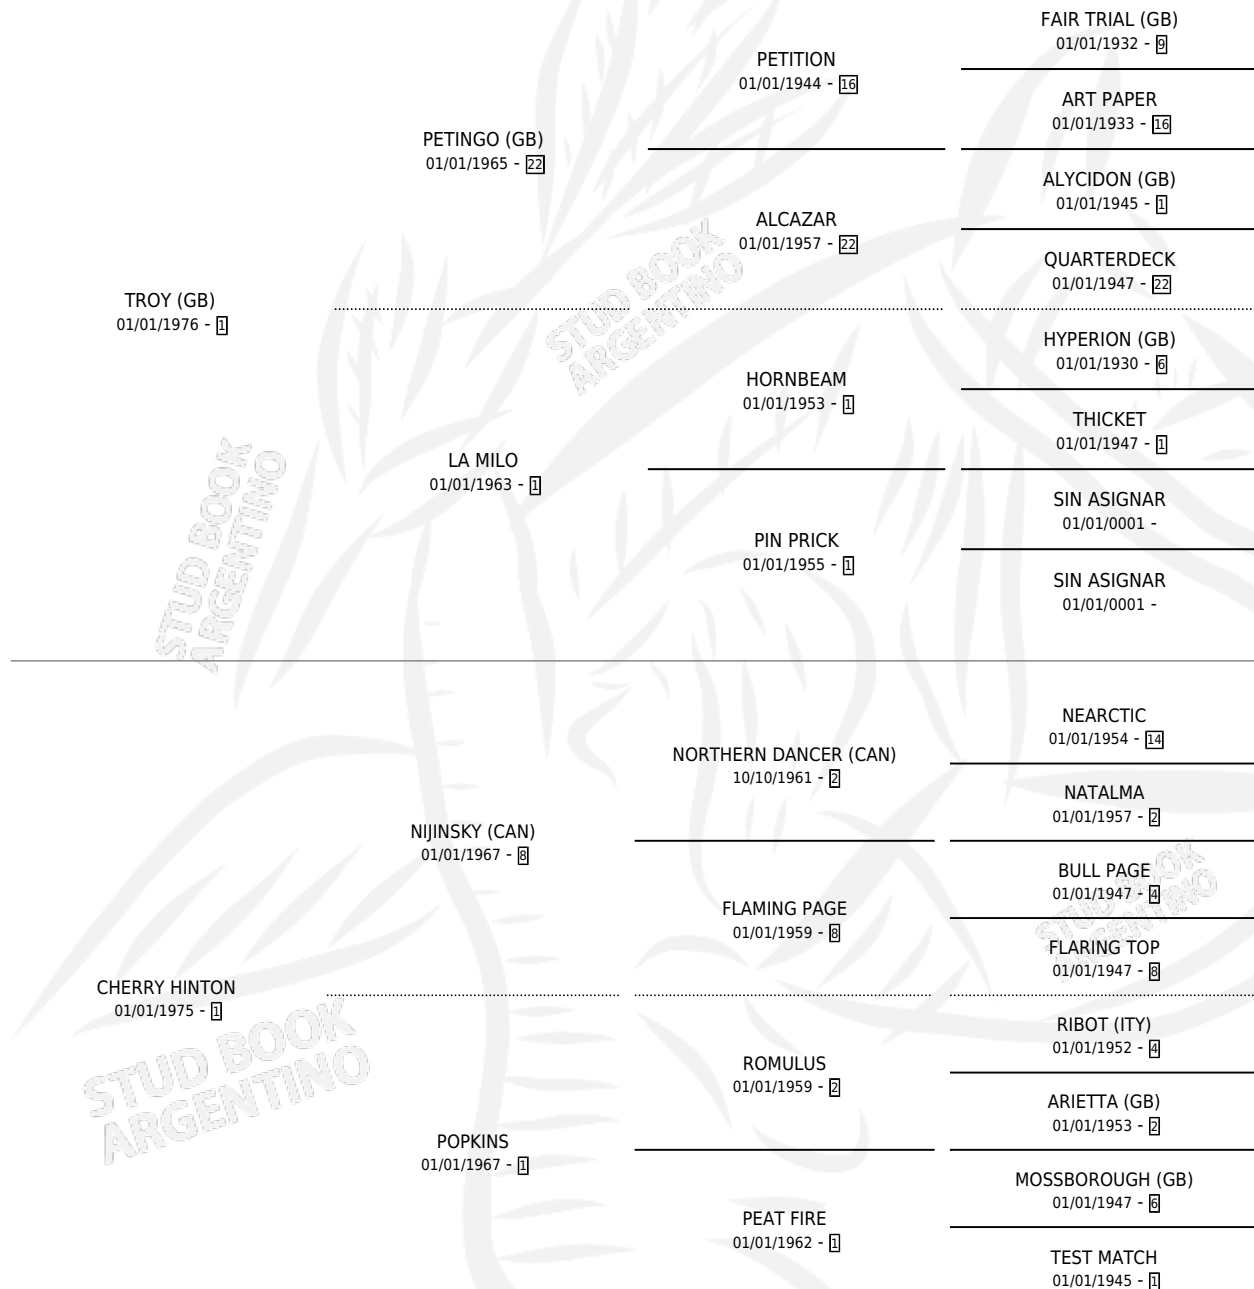 FAIR TRIAL (GB)
01/01/1932 - 9
PETITION
01/01/1944 - 16
ART PAPER
01/01/1933 - 16
PETINGO (GB)
01/01/1965 - 22
ALYCIDON (GB)
01/01/1945 - 1
ALCAZAR
01/01/1957 - 22
QUARTERDECK
01/01/1947 - 22
TROY (GB)
01/01/1976 - 1
HYPERION (GB)
01/01/1930 - 6
HORNBEAM
01/01/1953 - 1
THICKET
01/01/1947 - 1
LA MILO
01/01/1963 - 1
SIN ASIGNAR
01/01/0001 -
PIN PRICK
01/01/1955 - 1
SIN ASIGNAR
01/01/0001 -
NEARCTIC
01/01/1954 - 14
NORTHERN DANCER (CAN)
10/10/1961 - 2
NATALMA
01/01/1957 - 2
NIJINSKY (CAN)
01/01/1967 - 8
BULL PAGE
01/01/1947 - 4
FLAMING PAGE
01/01/1959 - 8
FLARING TOP
01/01/1947 - 8
CHERRY HINTON
01/01/1975 - 1
RIBOT (ITY)
01/01/1952 - 4
ROMULUS
01/01/1959 - 2
ARIETTA (GB)
01/01/1953 - 2
POPKINS
01/01/1967 - 1
MOSSBOROUGH (GB)
01/01/1947 - 6
PEAT FIRE
01/01/1962 - 1
TEST MATCH
01/01/1945 - 1
STUD BOOK
ARGENTINO
STUD BOOK
ARGENTINO
STUD BOOK
ARGENTINO
STUD BOOK
ARGENTINO